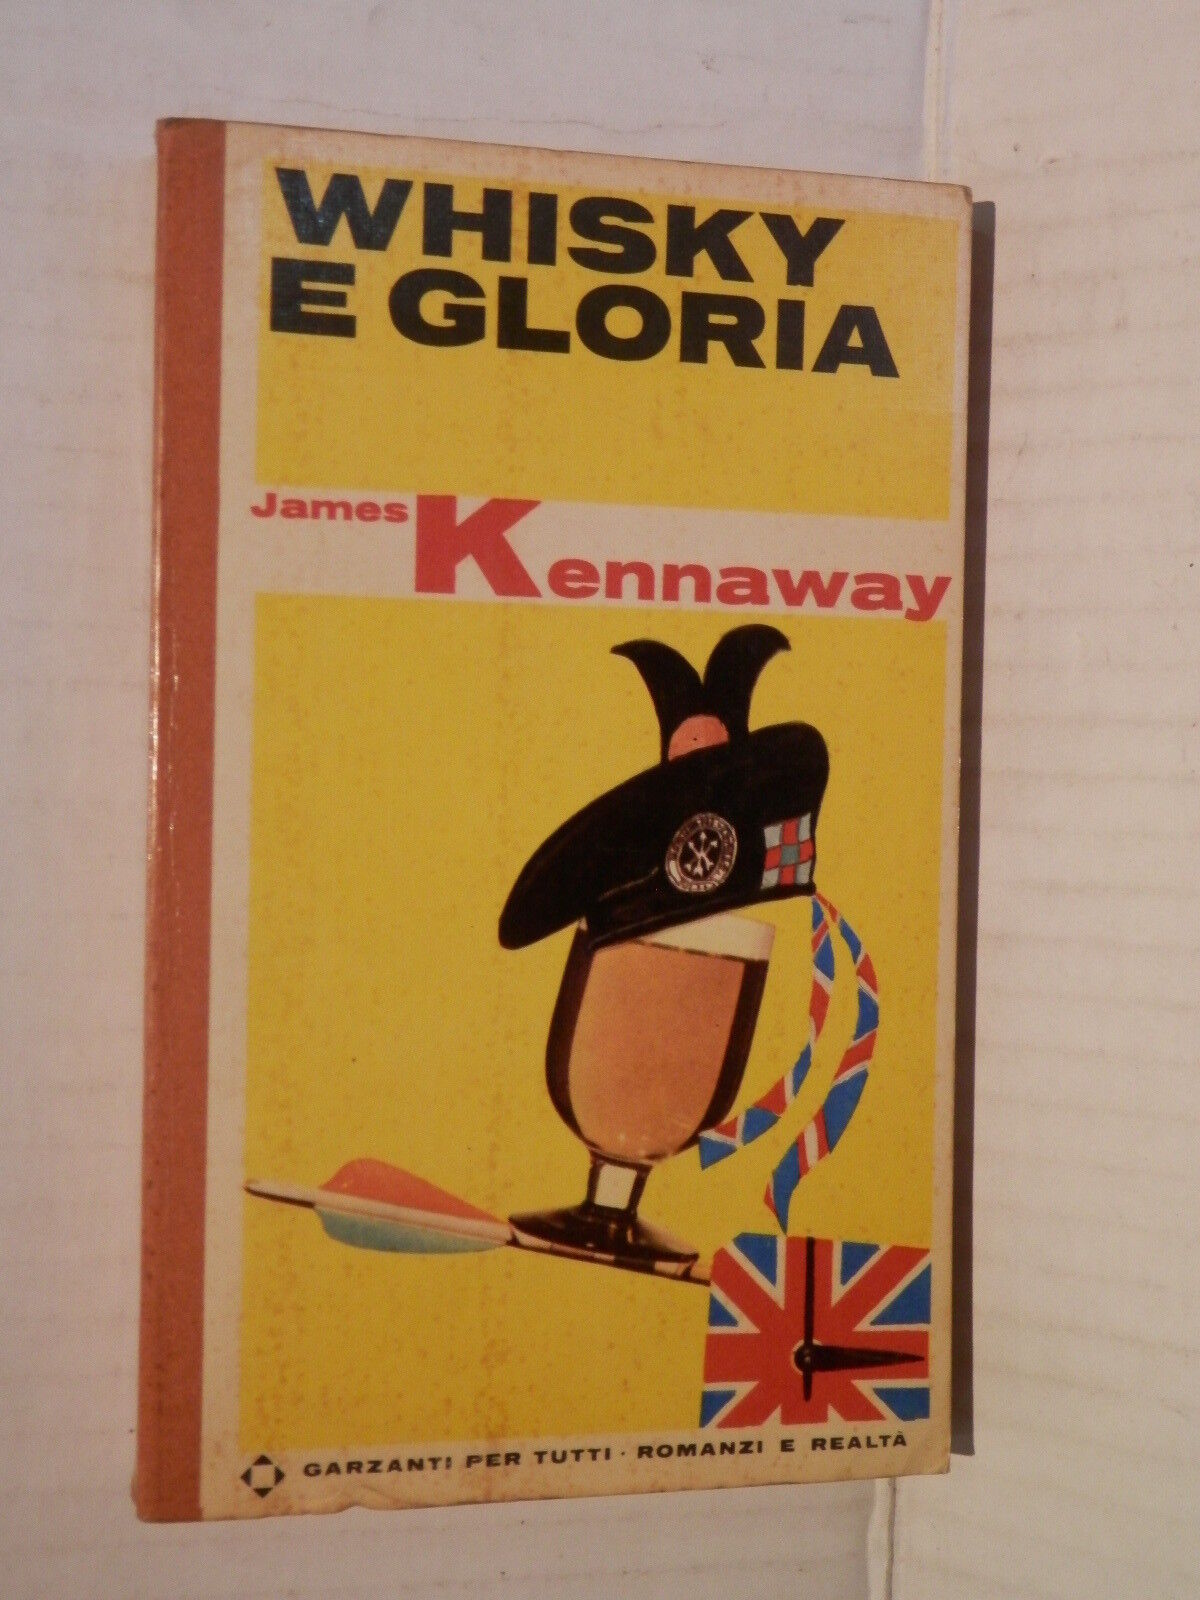 WHISKY
E GLORIA
James Kennaway
GARZANTI PER TUTTI · ROMANZI E REALTÀ